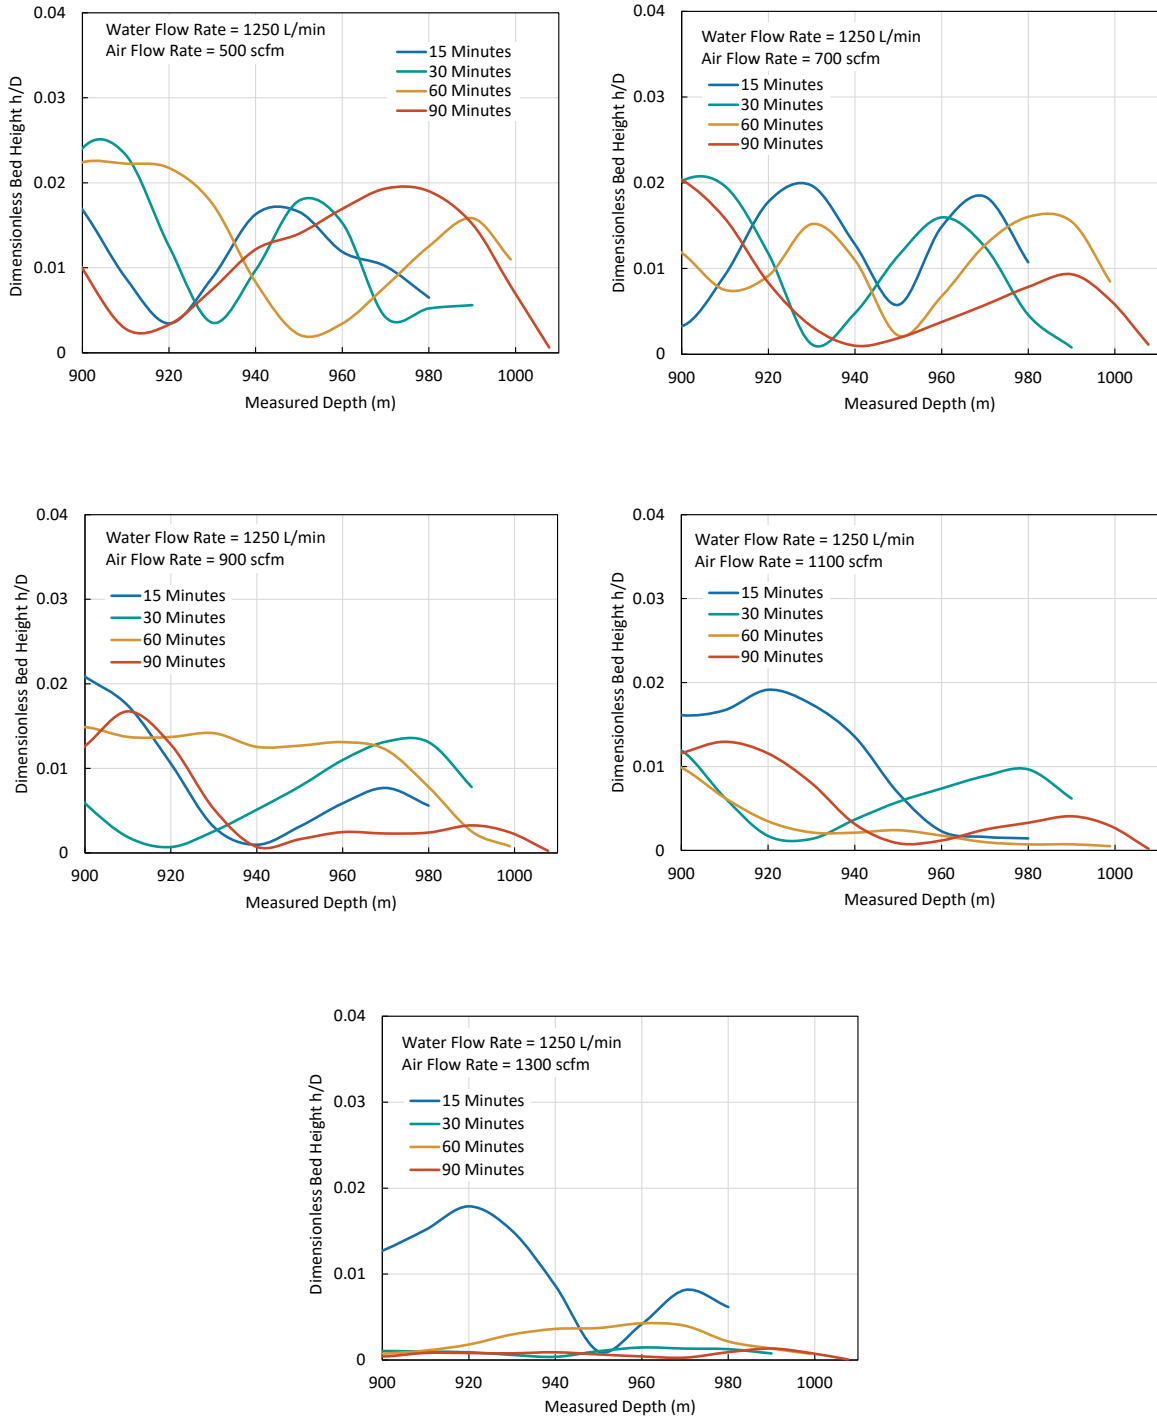 Water Flow Rate = 1250 L/min
Air Flow Rate = 500 scfm
15 Minutes
30 Minutes
60 Minutes
90 Minutes
Dimensionless Bed Height h/D
0.04
0.03
0.02
0.01
0
900 920 940 960 980 1000
Measured Depth (m)
Water Flow Rate = 1250 L/min
Air Flow Rate = 700 scfm
15 Minutes
30 Minutes
60 Minutes
90 Minutes
Dimensionless Bed Height h/D
0.04
0.03
0.02
0.01
0
900 920 940 960 980 1000
Measured Depth (m)
Water Flow Rate = 1250 L/min
Air Flow Rate = 900 scfm
15 Minutes
30 Minutes
60 Minutes
90 Minutes
Dimensionless Bed Height h/D
0.04
0.03
0.02
0.01
0
900 920 940 960 980 1000
Measured Depth (m)
Water Flow Rate = 1250 L/min
Air Flow Rate = 1100 scfm
15 Minutes
30 Minutes
60 Minutes
90 Minutes
Dimensionless Bed Height h/D
0.04
0.03
0.02
0.01
0
900 920 940 960 980 1000
Measured Depth (m)
Water Flow Rate = 1250 L/min
Air Flow Rate = 1300 scfm
15 Minutes
30 Minutes
60 Minutes
90 Minutes
Dimensionless Bed Height h/D
0.04
0.03
0.02
0.01
0
900 920 940 960 980 1000
Measured Depth (m)